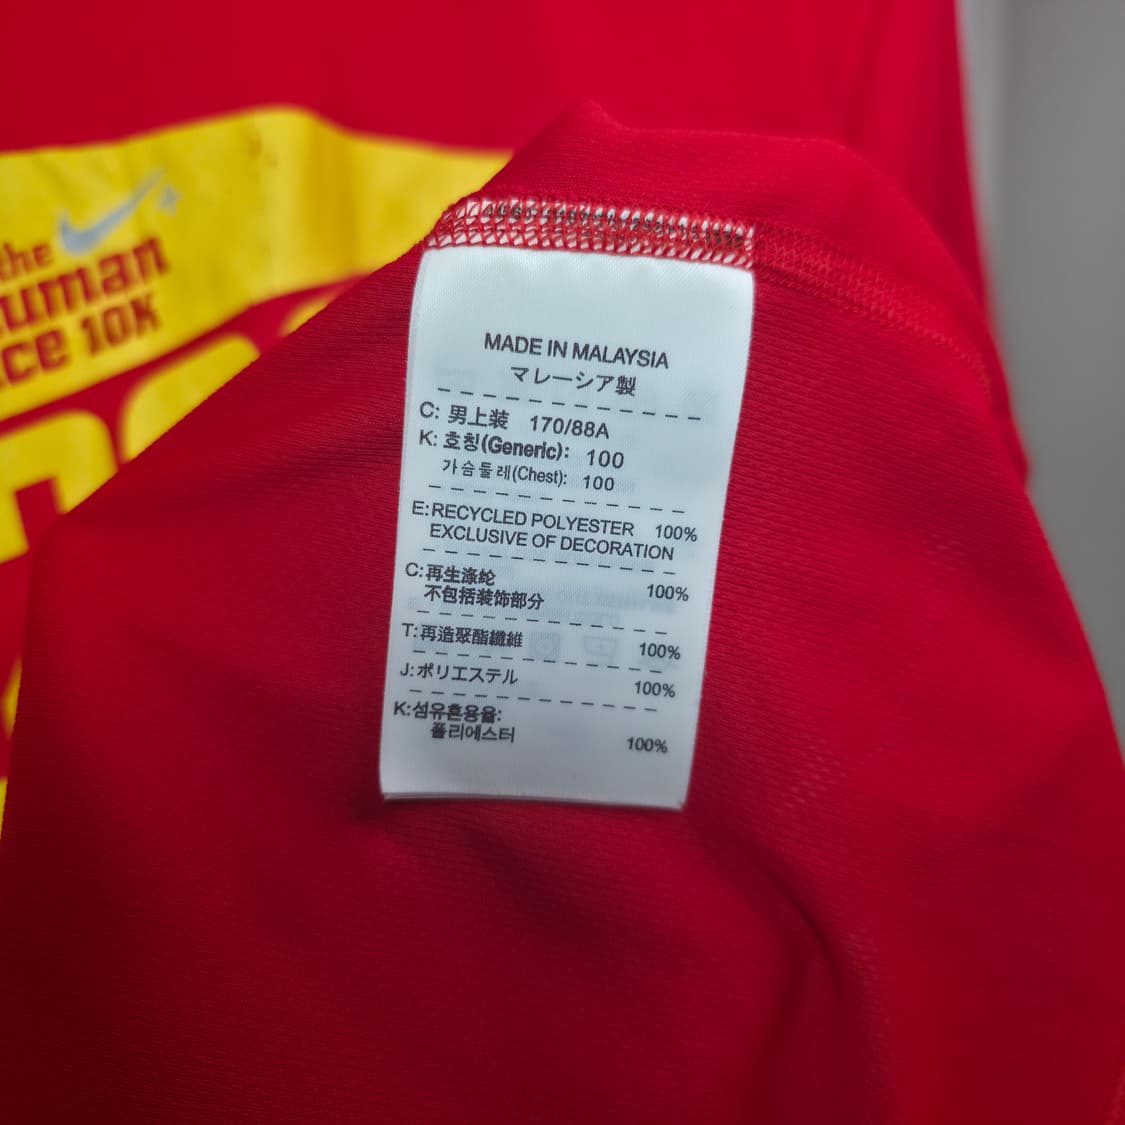 the
uman
ce 10K
MADE IN MALAYSIA
マレーシア製
C: 男上装 170/88A
K: 호칭(Generic): 100
가슴둘레(Chest): 100
E:RECYCLED POLYESTER 100%
EXCLUSIVE OF DECORATION
C:再生涤纶 100%
不包括装饰部分
T:再造聚酯纖維 100%
J:ポリエステル 100%
K:섬유혼용율:
폴리에스터 100%